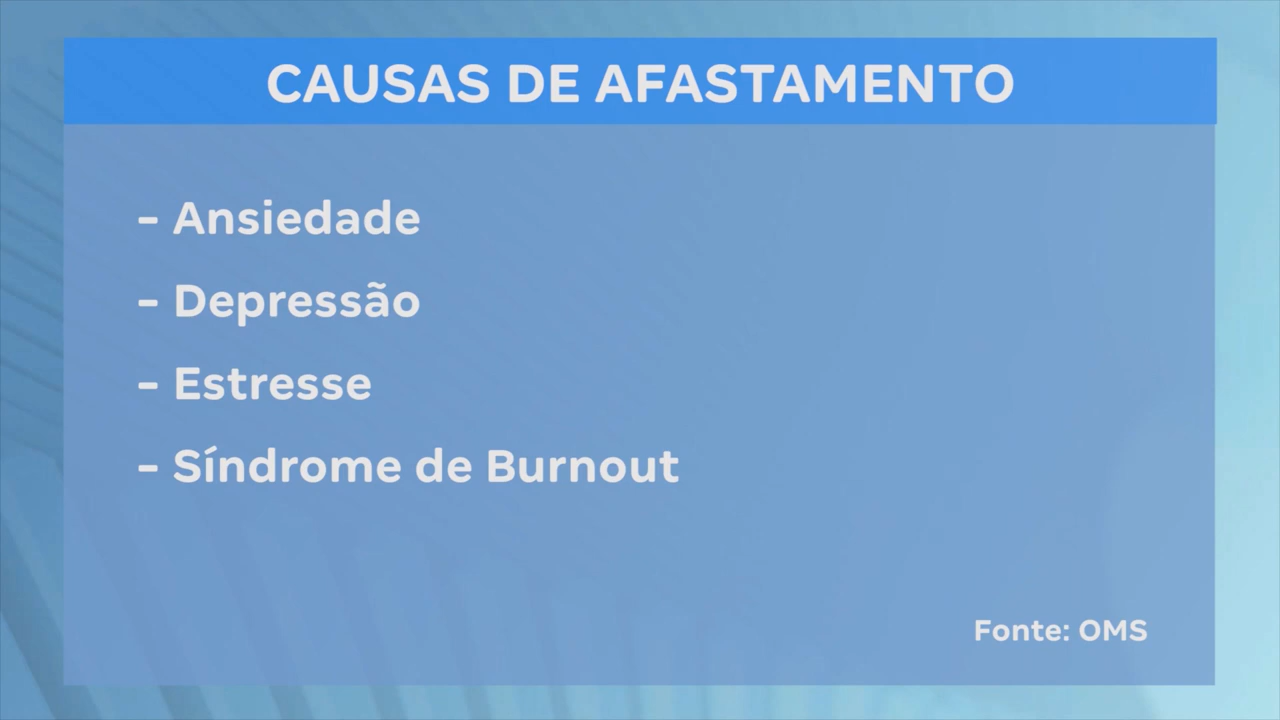 CAUSAS DE AFASTAMENTO
- Ansiedade
- Depressão
- Estresse
- Síndrome de Burnout
Fonte: OMS